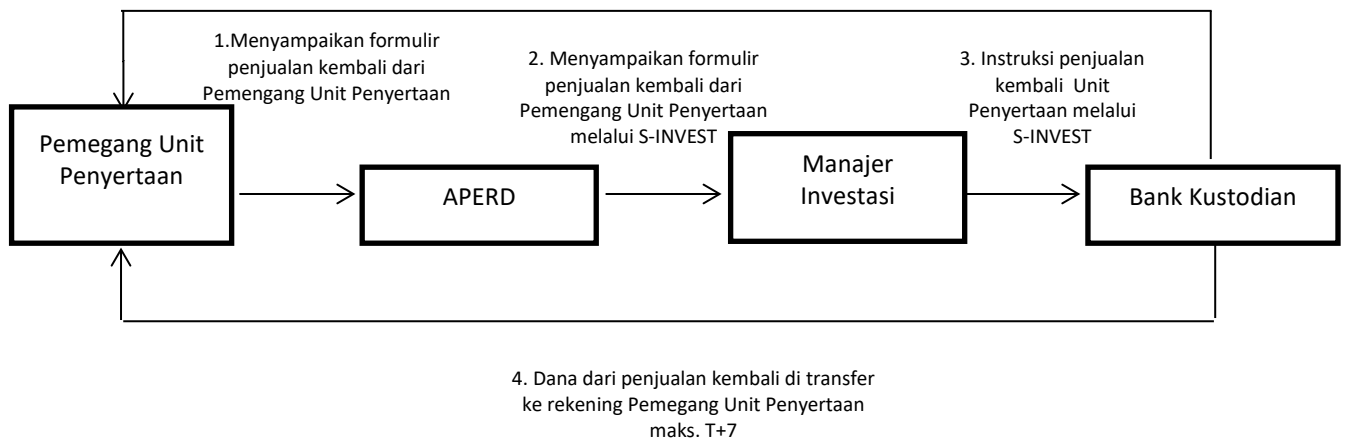 1.Menyampaikan formulir
penjualan kembali dari
Pemengang Unit Penyertaan
2. Menyampaikan formulir
penjualan kembali dari
Pemengang Unit Penyertaan
melalui S-INVEST
3. Instruksi penjualan
kembali Unit
Penyertaan melalui
S-INVEST
Pemegang Unit
Penyertaan
APERD
Manajer
Investasi
Bank Kustodian
4. Dana dari penjualan kembali di transfer
ke rekening Pemegang Unit Penyertaan
maks. T+7